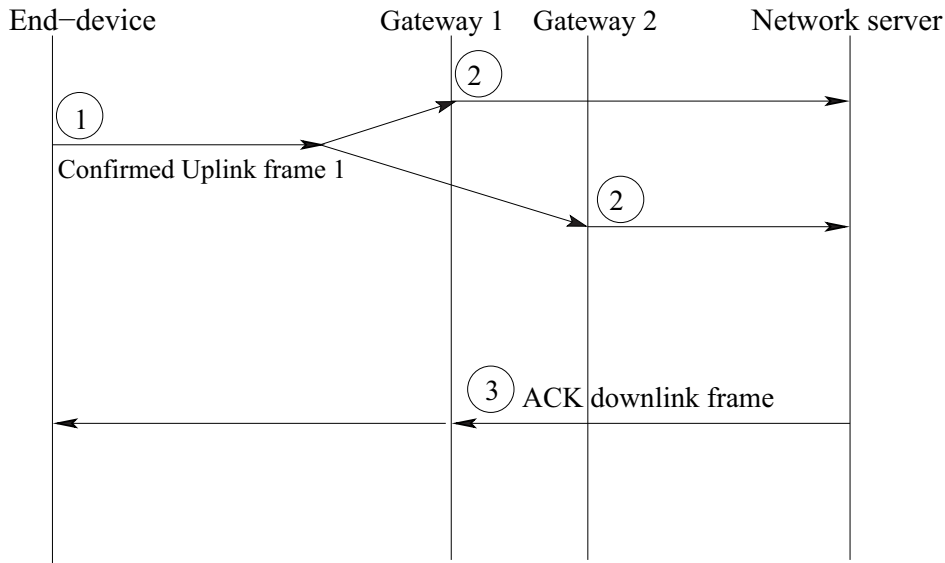 End−device Gateway 1 Gateway 2 Network server
2
1
Confirmed Uplink frame 1
2
3 ACK downlink frame